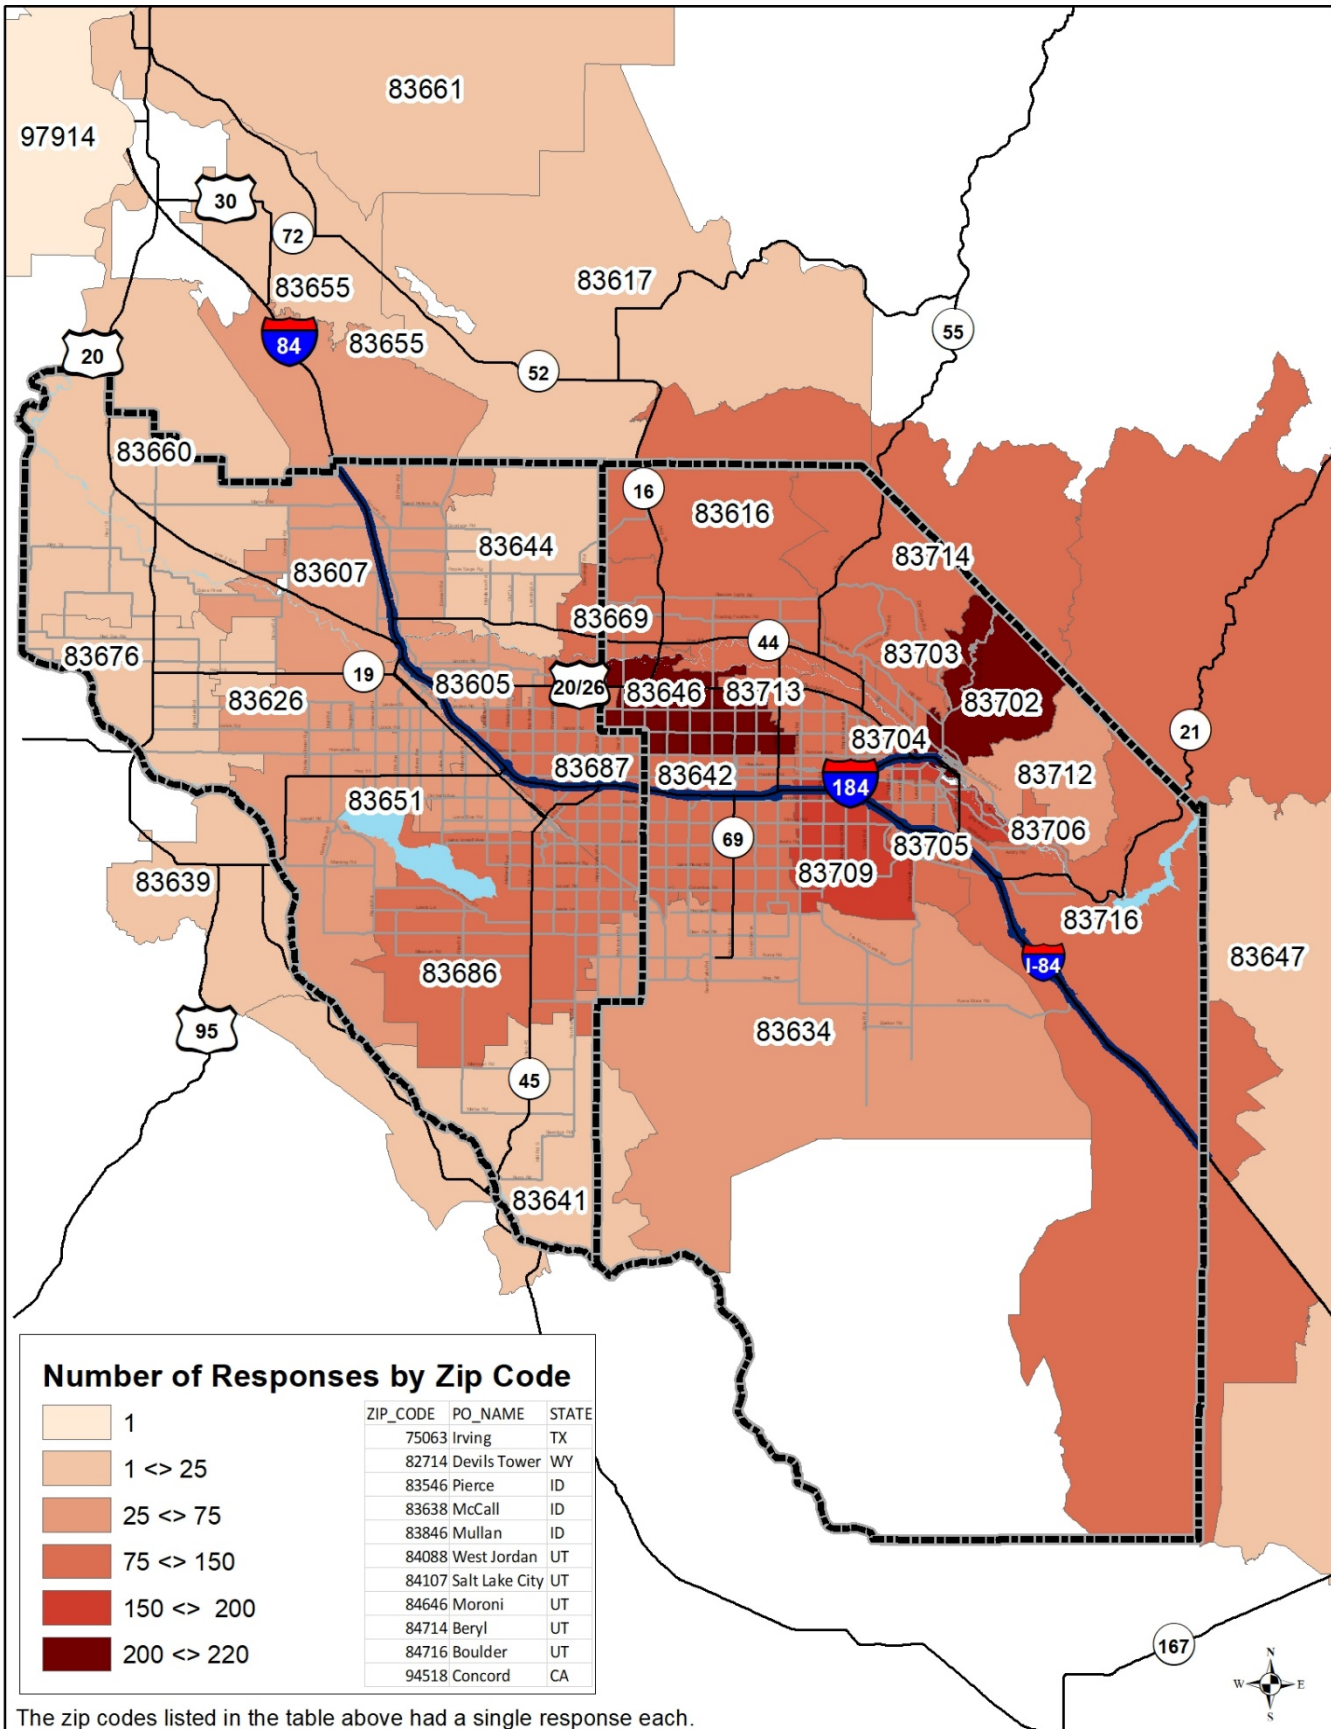 83661
97914
30
72
83655
83617
84
83655
55
20
52
83660
16
83616
83644
83607
83714
83669
44
83703
83676
19
83605
20/26
83646
83713
83702
83626
21
83704
83687
83642
184
83712
83651
69
83706
83705
83639
83709
83716
83647
83686
I-84
95
83634
45
83641
Number of Responses by Zip Code
1
1 <> 25
25 <> 75
75 <> 150
150 <> 200
200 <> 220
ZIP_CODE PO_NAME STATE
75063 Irving TX
82714 Devils Tower WY
83546 Pierce ID
83638 McCall ID
83846 Mullan ID
84088 West Jordan UT
84107 Salt Lake City UT
84646 Moroni UT
84714 Beryl UT
84716 Boulder UT
94518 Concord CA
167
N
W E
S
The zip codes listed in the table above had a single response each.